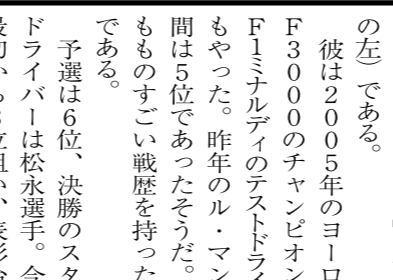 の左）である。
彼は２００５年のヨーロ
Ｆ３０００のチャンピオン
Ｆ１ミナルディのテストドライ
もやった。昨年のル・マン
間は５位であったそうだ。
もものすごい戦歴を持った
である。
予選は６位、決勝のスタ
ドライバーは松永選手。今